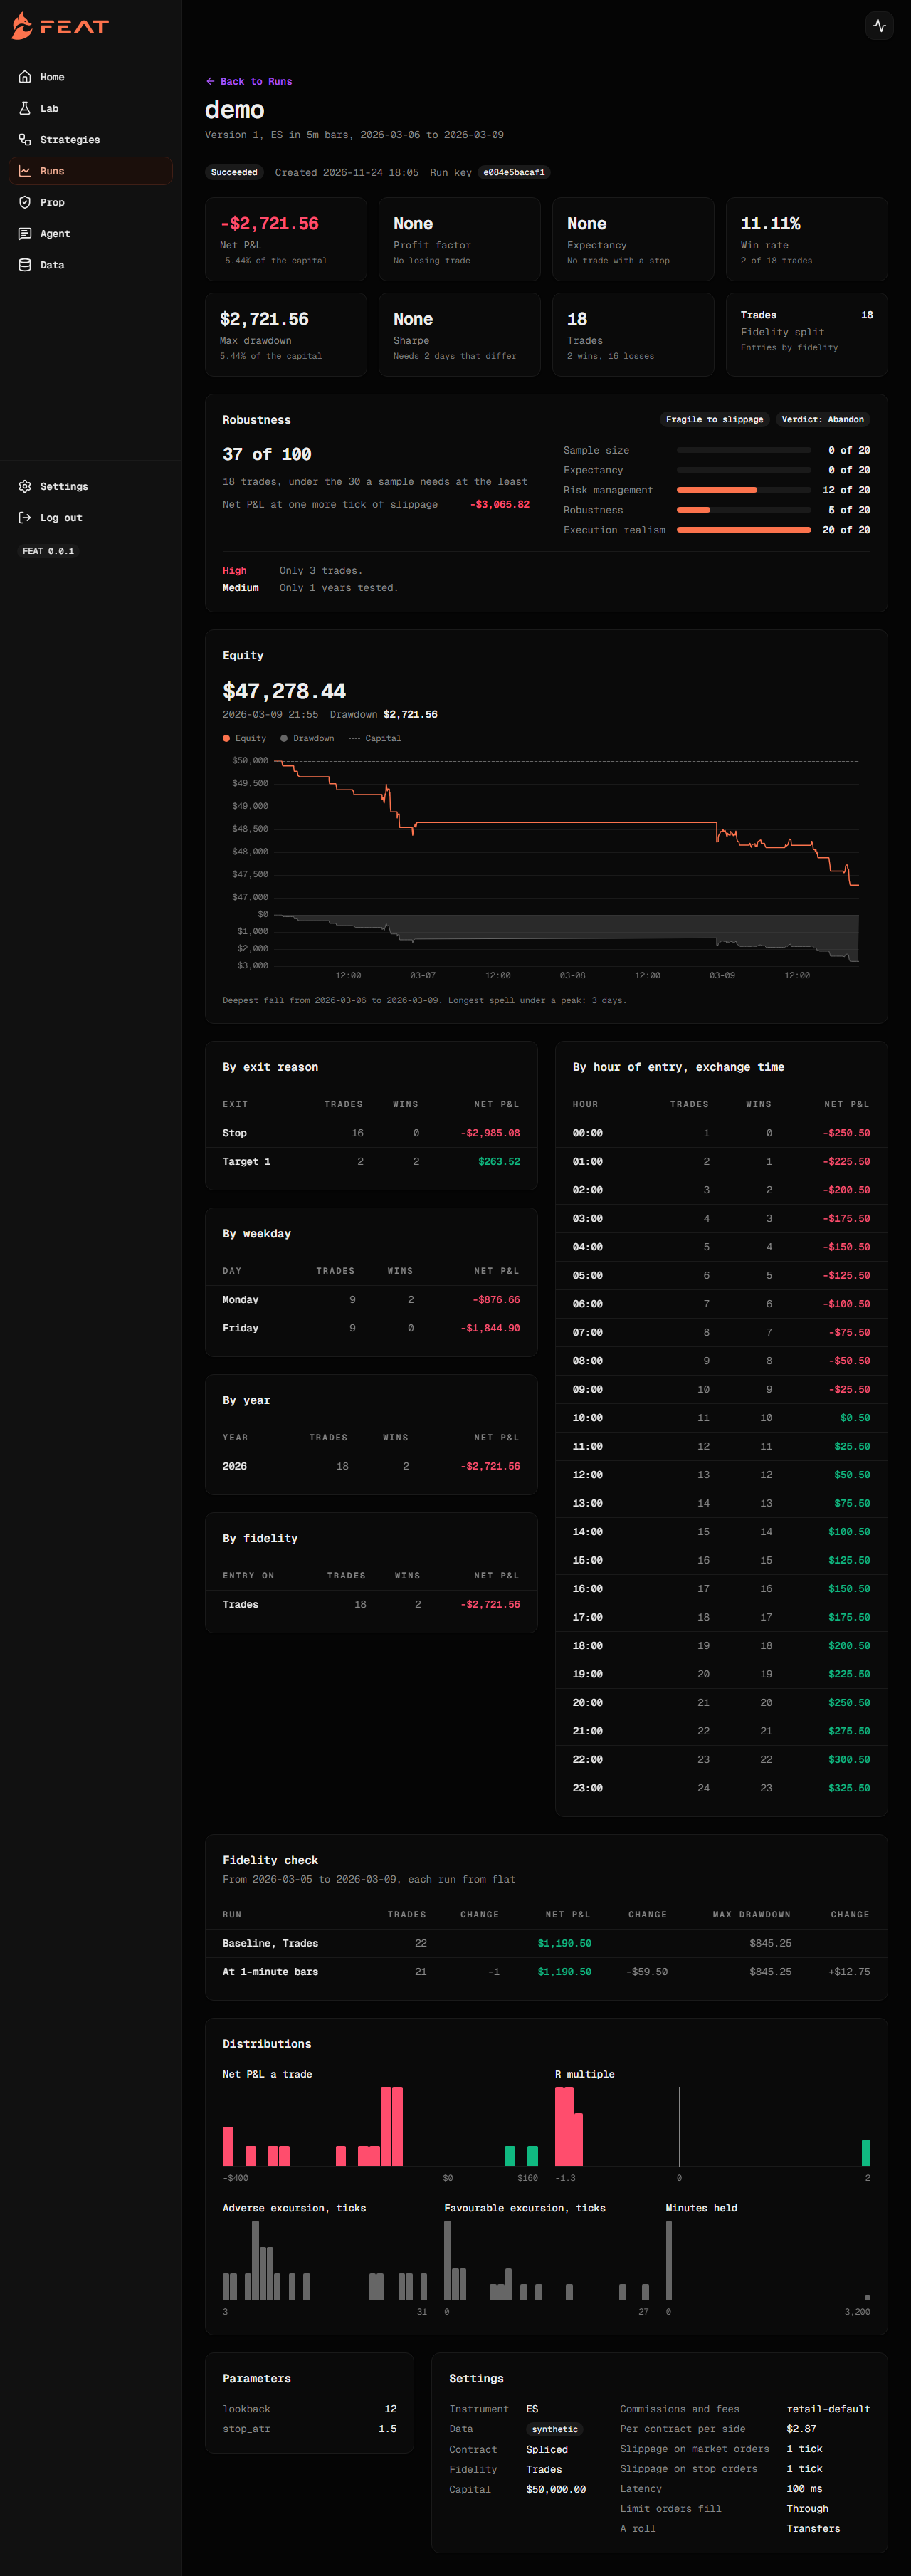 FEAT
Home
Lab
Strategies
Runs
Prop
Agent
Data
Settings
Log out
FEAT 0.0.1
← Back to Runs
demo
Version 1, ES in 5m bars, 2026-03-06 to 2026-03-09
Succeeded Created 2026-11-24 18:05 Run key e084e5bacaf1
-$2,721.56
Net P&L
-5.44% of the capital
None
Profit factor
No losing trade
None
Expectancy
No trade with a stop
11.11%
Win rate
2 of 18 trades
$2,721.56
Max drawdown
5.44% of the capital
None
Sharpe
Needs 2 days that differ
18
Trades
2 wins, 16 losses
Trades 18
Fidelity split
Entries by fidelity
Robustness
Fragile to slippage Verdict: Abandon
37 of 100
18 trades, under the 30 a sample needs at the least
Net P&L at one more tick of slippage -$3,065.82
Sample size 0 of 20
Expectancy 0 of 20
Risk management 12 of 20
Robustness 5 of 20
Execution realism 20 of 20
High Only 3 trades.
Medium Only 1 years tested.
Equity
$47,278.44
2026-03-09 21:55 Drawdown $2,721.56
Equity Drawdown Capital
$50,000
$49,500
$49,000
$48,500
$48,000
$47,500
$47,000
$0
$1,000
$2,000
$3,000
12:00 03-07 12:00 03-08 12:00 03-09 12:00
Deepest fall from 2026-03-06 to 2026-03-09. Longest spell under a peak: 3 days.
By exit reason
EXIT TRADES WINS NET P&L
Stop 16 0 -$2,985.08
Target 1 2 2 $263.52
By weekday
DAY TRADES WINS NET P&L
Monday 9 2 -$876.66
Friday 9 0 -$1,844.90
By year
YEAR TRADES WINS NET P&L
2026 18 2 -$2,721.56
By fidelity
ENTRY ON TRADES WINS NET P&L
Trades 18 2 -$2,721.56
By hour of entry, exchange time
HOUR TRADES WINS NET P&L
00:00 1 0 -$250.50
01:00 2 1 -$225.50
02:00 3 2 -$200.50
03:00 4 3 -$175.50
04:00 5 4 -$150.50
05:00 6 5 -$125.50
06:00 7 6 -$100.50
07:00 8 7 -$75.50
08:00 9 8 -$50.50
09:00 10 9 -$25.50
10:00 11 10 $0.50
11:00 12 11 $25.50
12:00 13 12 $50.50
13:00 14 13 $75.50
14:00 15 14 $100.50
15:00 16 15 $125.50
16:00 17 16 $150.50
17:00 18 17 $175.50
18:00 19 18 $200.50
19:00 20 19 $225.50
20:00 21 20 $250.50
21:00 22 21 $275.50
22:00 23 22 $300.50
23:00 24 23 $325.50
Fidelity check
From 2026-03-05 to 2026-03-09, each run from flat
RUN TRADES CHANGE NET P&L CHANGE MAX DRAWDOWN CHANGE
Baseline, Trades 22 $1,190.50 $845.25
At 1-minute bars 21 -1 $1,190.50 -$59.50 $845.25 +$12.75
Distributions
Net P&L a trade
-$400 $0 $160
R multiple
-1.3 0 2
Adverse excursion, ticks
3 31
Favourable excursion, ticks
0 27
Minutes held
0 3,200
Parameters
lookback 12
stop_atr 1.5
Settings
Instrument ES
Data synthetic
Contract Spliced
Fidelity Trades
Capital $50,000.00
Commissions and fees retail-default
Per contract per side $2.87
Slippage on market orders 1 tick
Slippage on stop orders 1 tick
Latency 100 ms
Limit orders fill Through
A roll Transfers